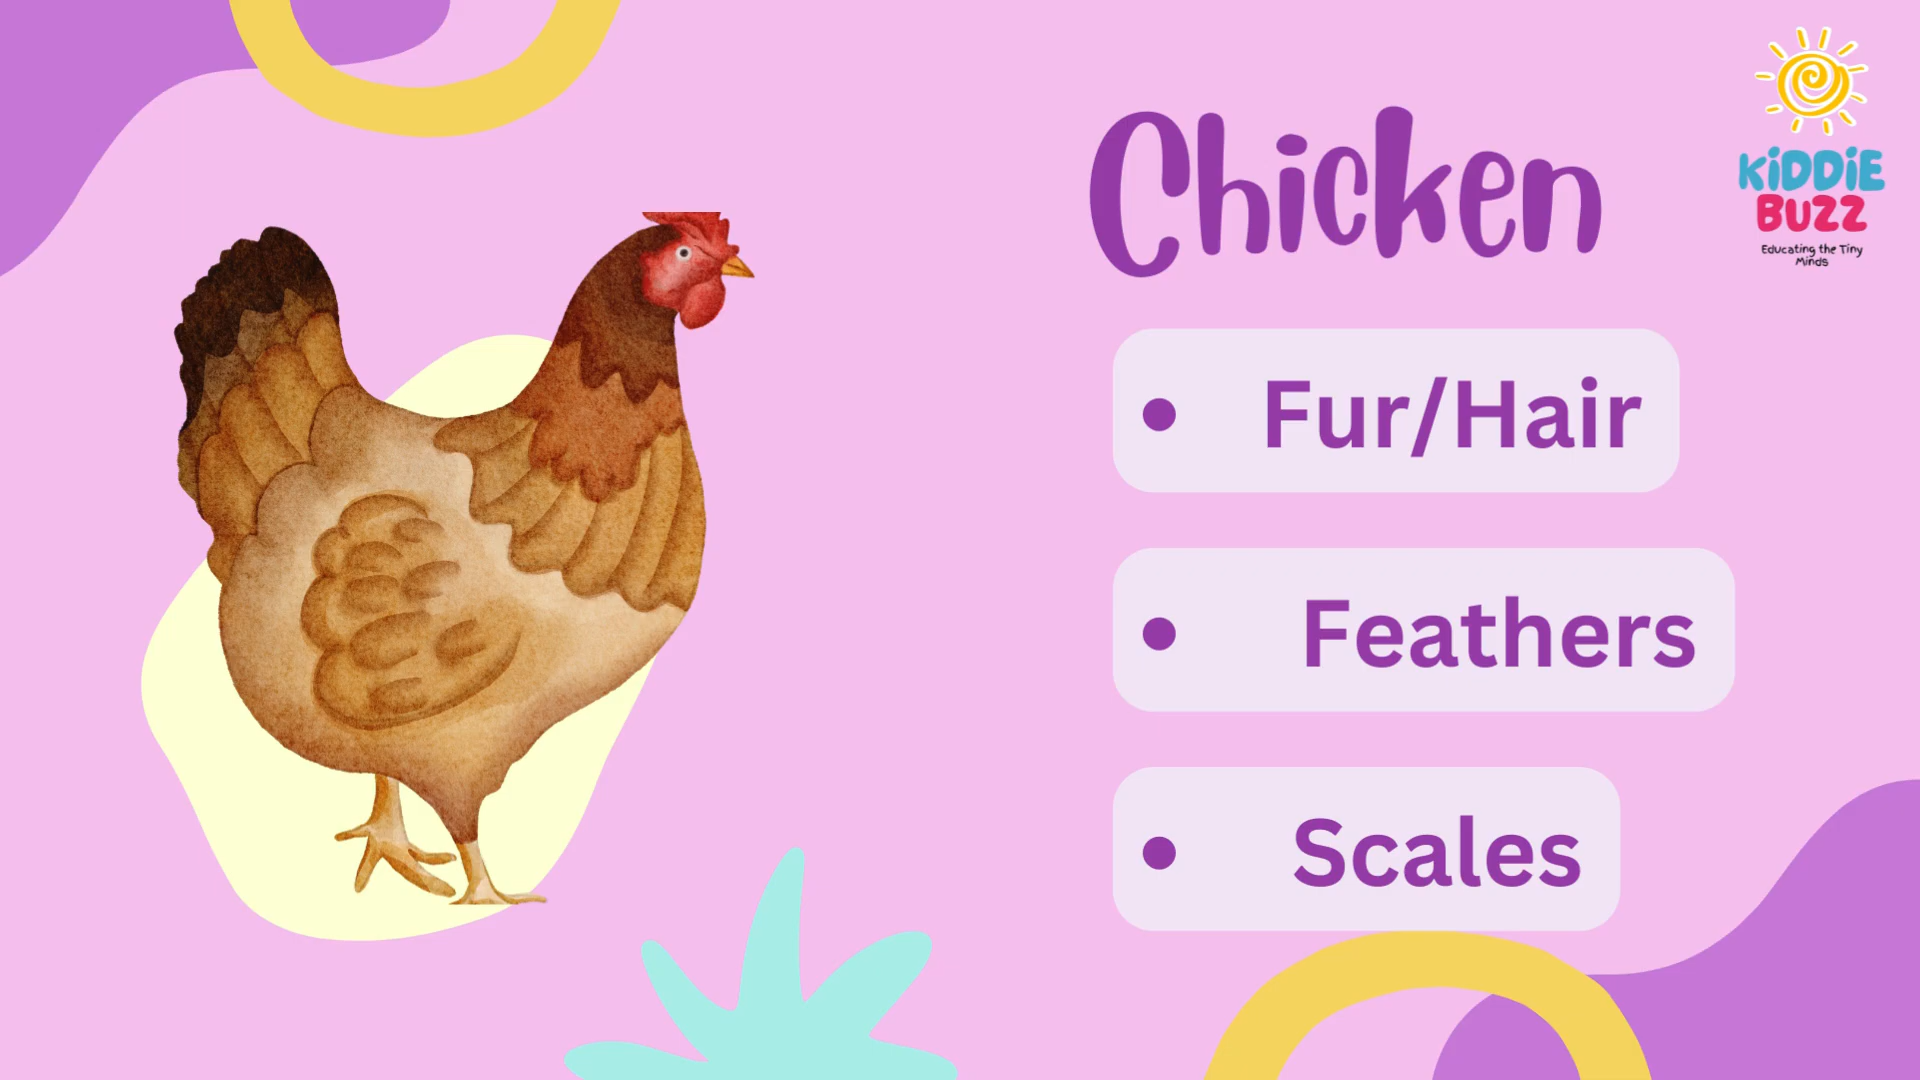 Chicken
KiDDiE
BUZZ
Educating the Tiny
Minds
• Fur/Hair
• Feathers
• Scales